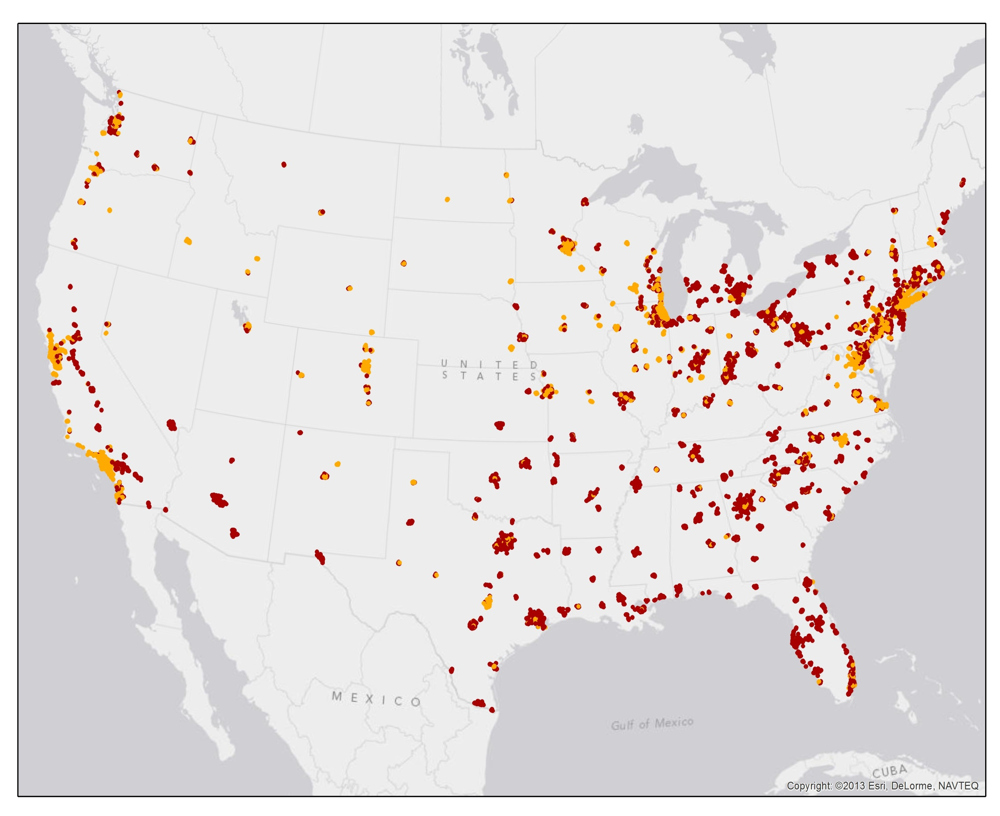 UNITED
STATES
MEXICO
Gulf of Mexico
CUBA
Copyright: ©2013 Esri, DeLorme, NAVTEQ